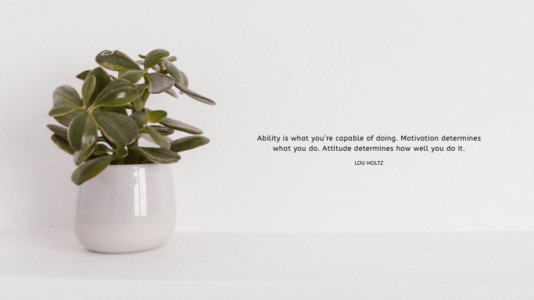 Ability is what you're capable of doing. Motivation determines
what you do. Attitude determines how well you do it.
LOU HOLTZ